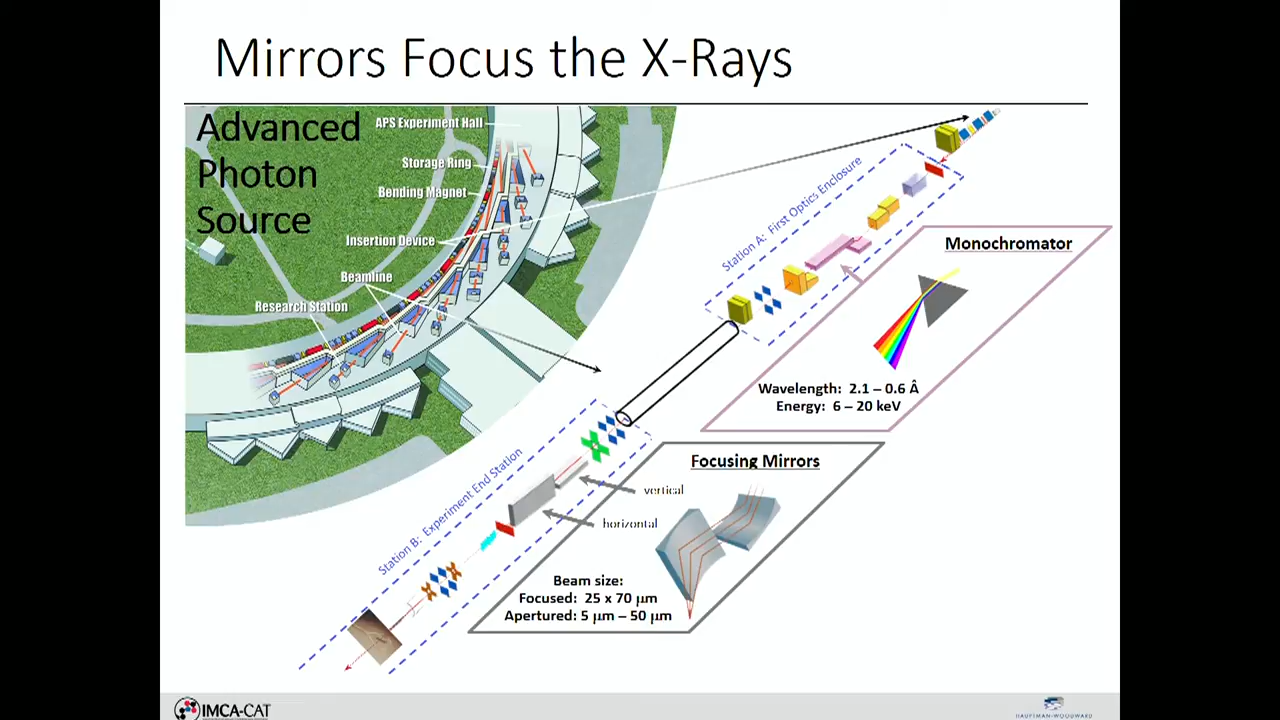 Mirrors Focus the X-Rays
Advanced
Photon
Source
APS Experiment Hall
Storage Ring
Bending Magnet
Insertion Device
Beamline
Research Station
Station A: First Optics Enclosure
Monochromator
Wavelength: 2.1 – 0.6 Å
Energy: 6 – 20 keV
Station B: Experiment End Station
Focusing Mirrors
vertical
horizontal
Beam size:
Focused: 25 x 70 μm
Apertured: 5 μm – 50 μm
IMCA-CAT
HAUPTMAN-WOODWARD